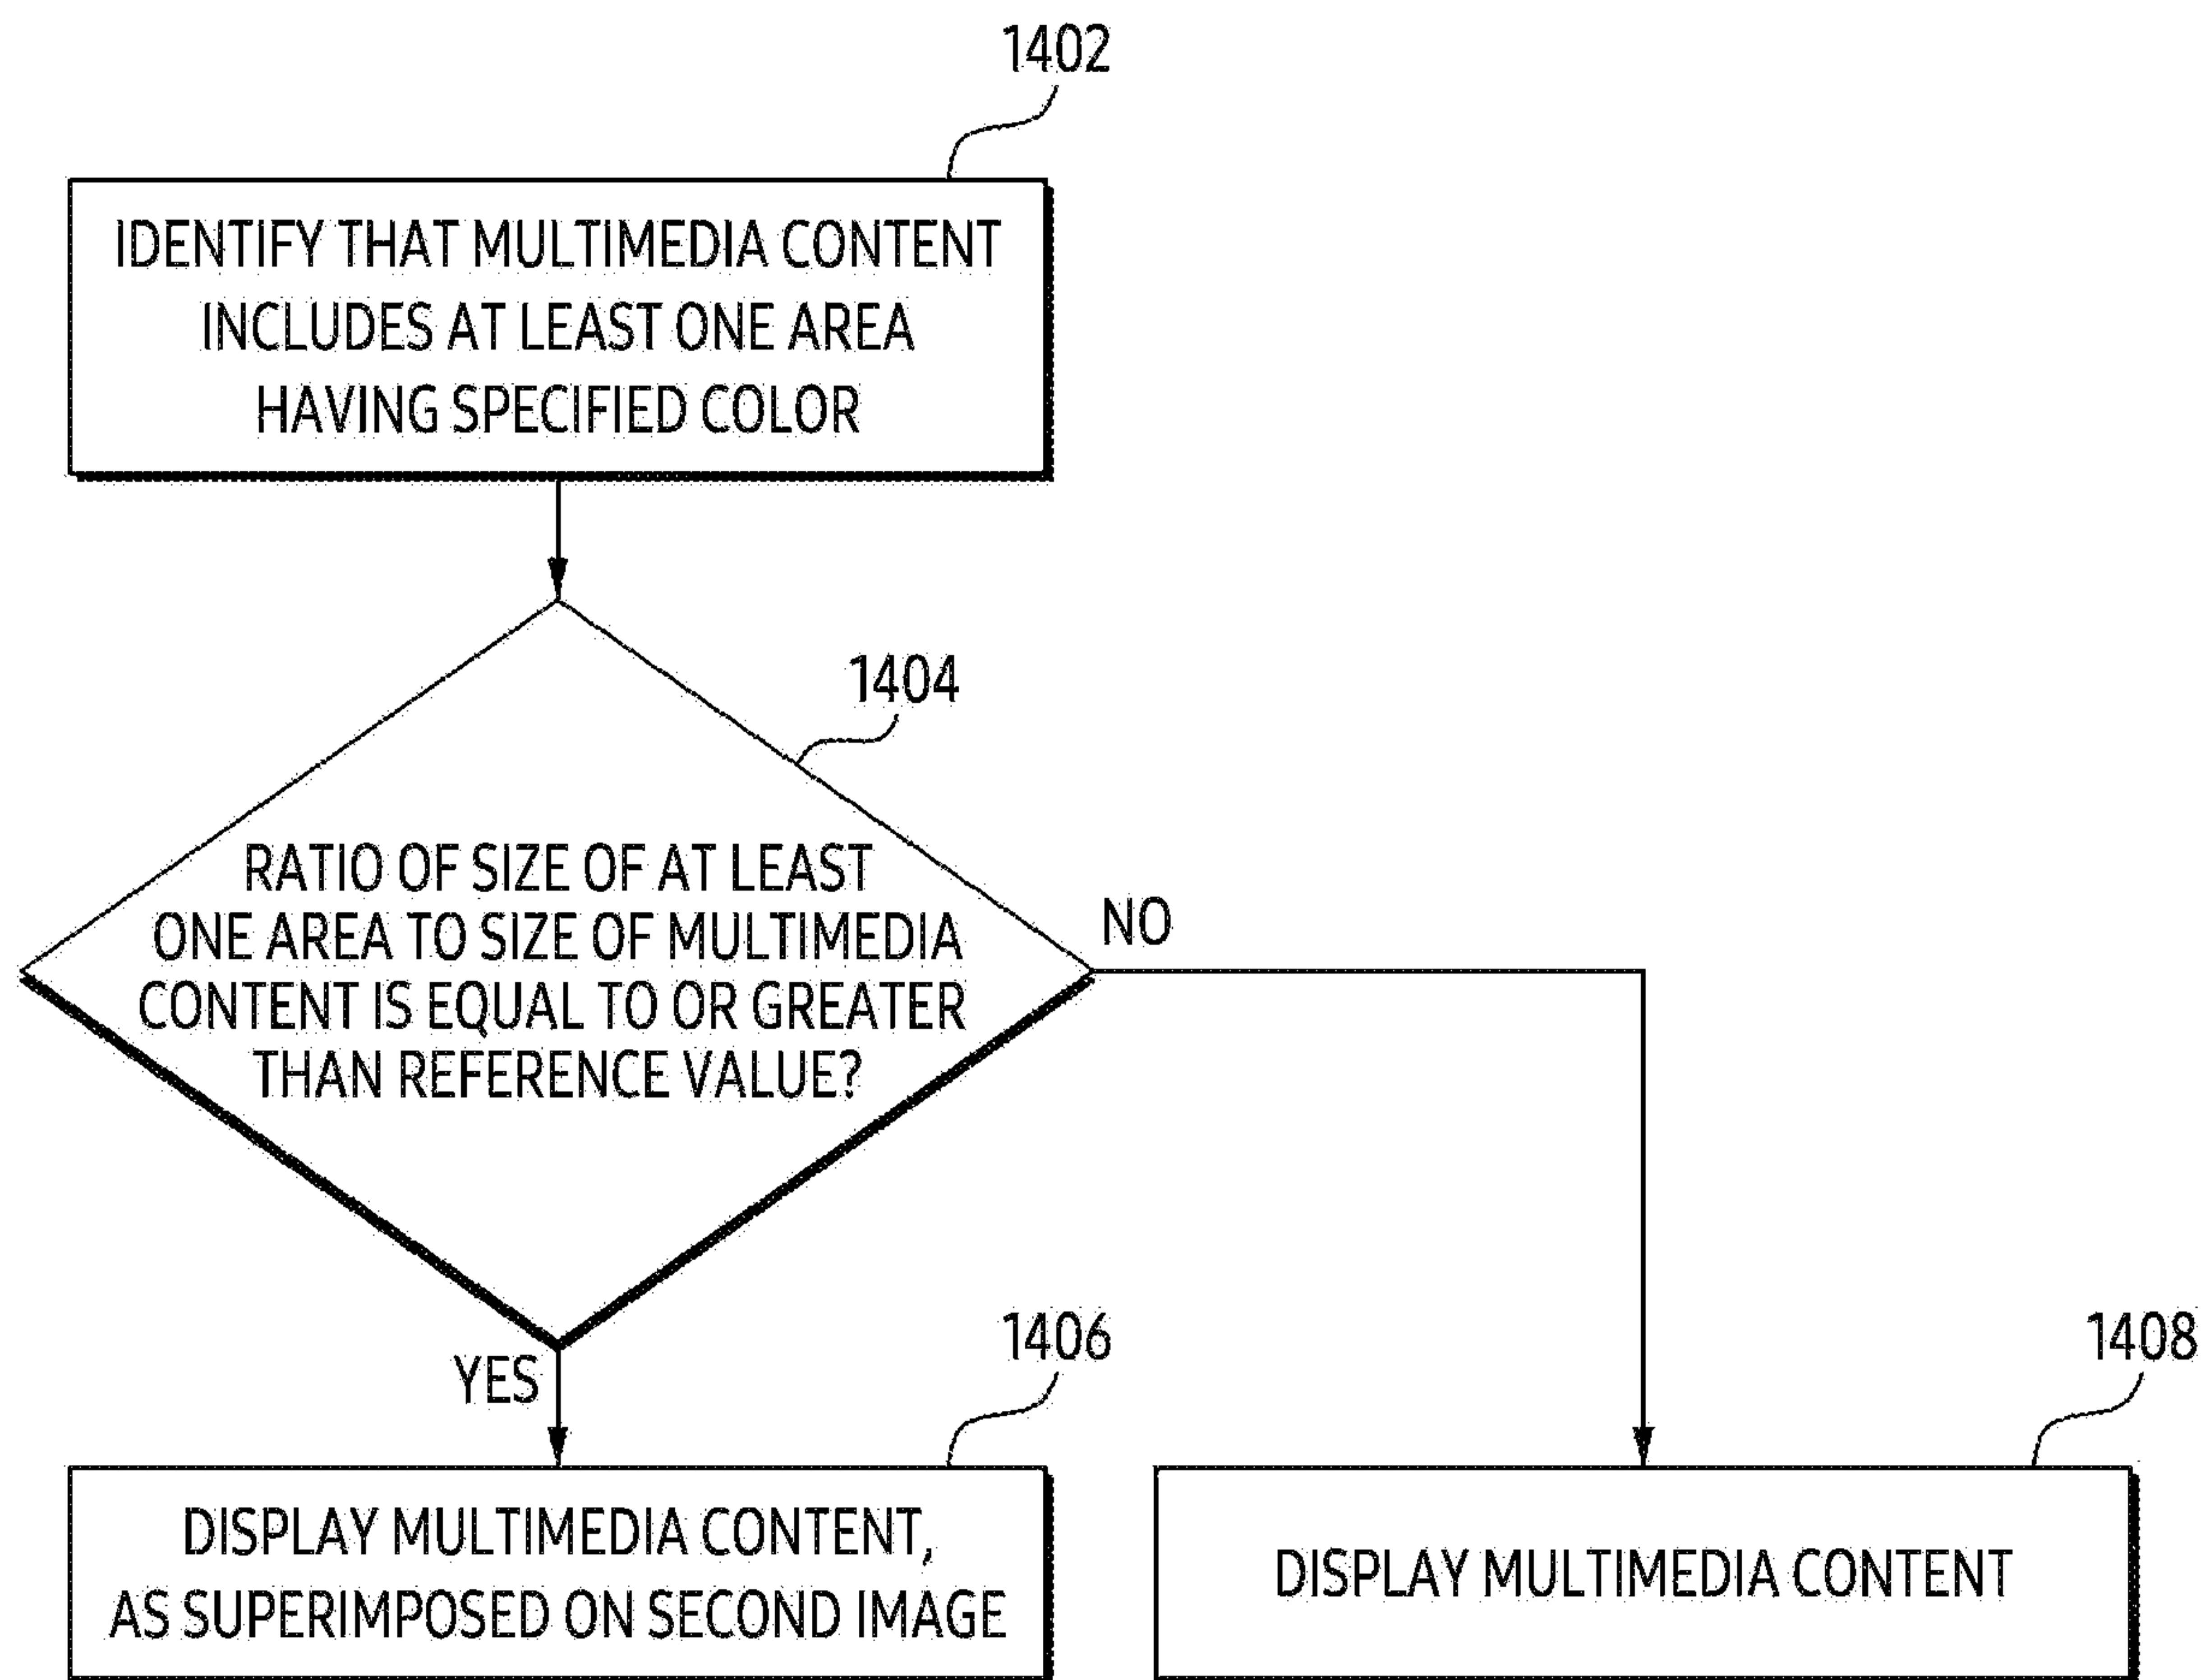 1402
IDENTIFY THAT MULTIMEDIA CONTENT
INCLUDES AT LEAST ONE AREA
HAVING SPECIFIED COLOR
1404
RATIO OF SIZE OF AT LEAST
ONE AREA TO SIZE OF MULTIMEDIA
CONTENT IS EQUAL TO OR GREATER
THAN REFERENCE VALUE?
NO
YES
1406
DISPLAY MULTIMEDIA CONTENT,
AS SUPERIMPOSED ON SECOND IMAGE
1408
DISPLAY MULTIMEDIA CONTENT